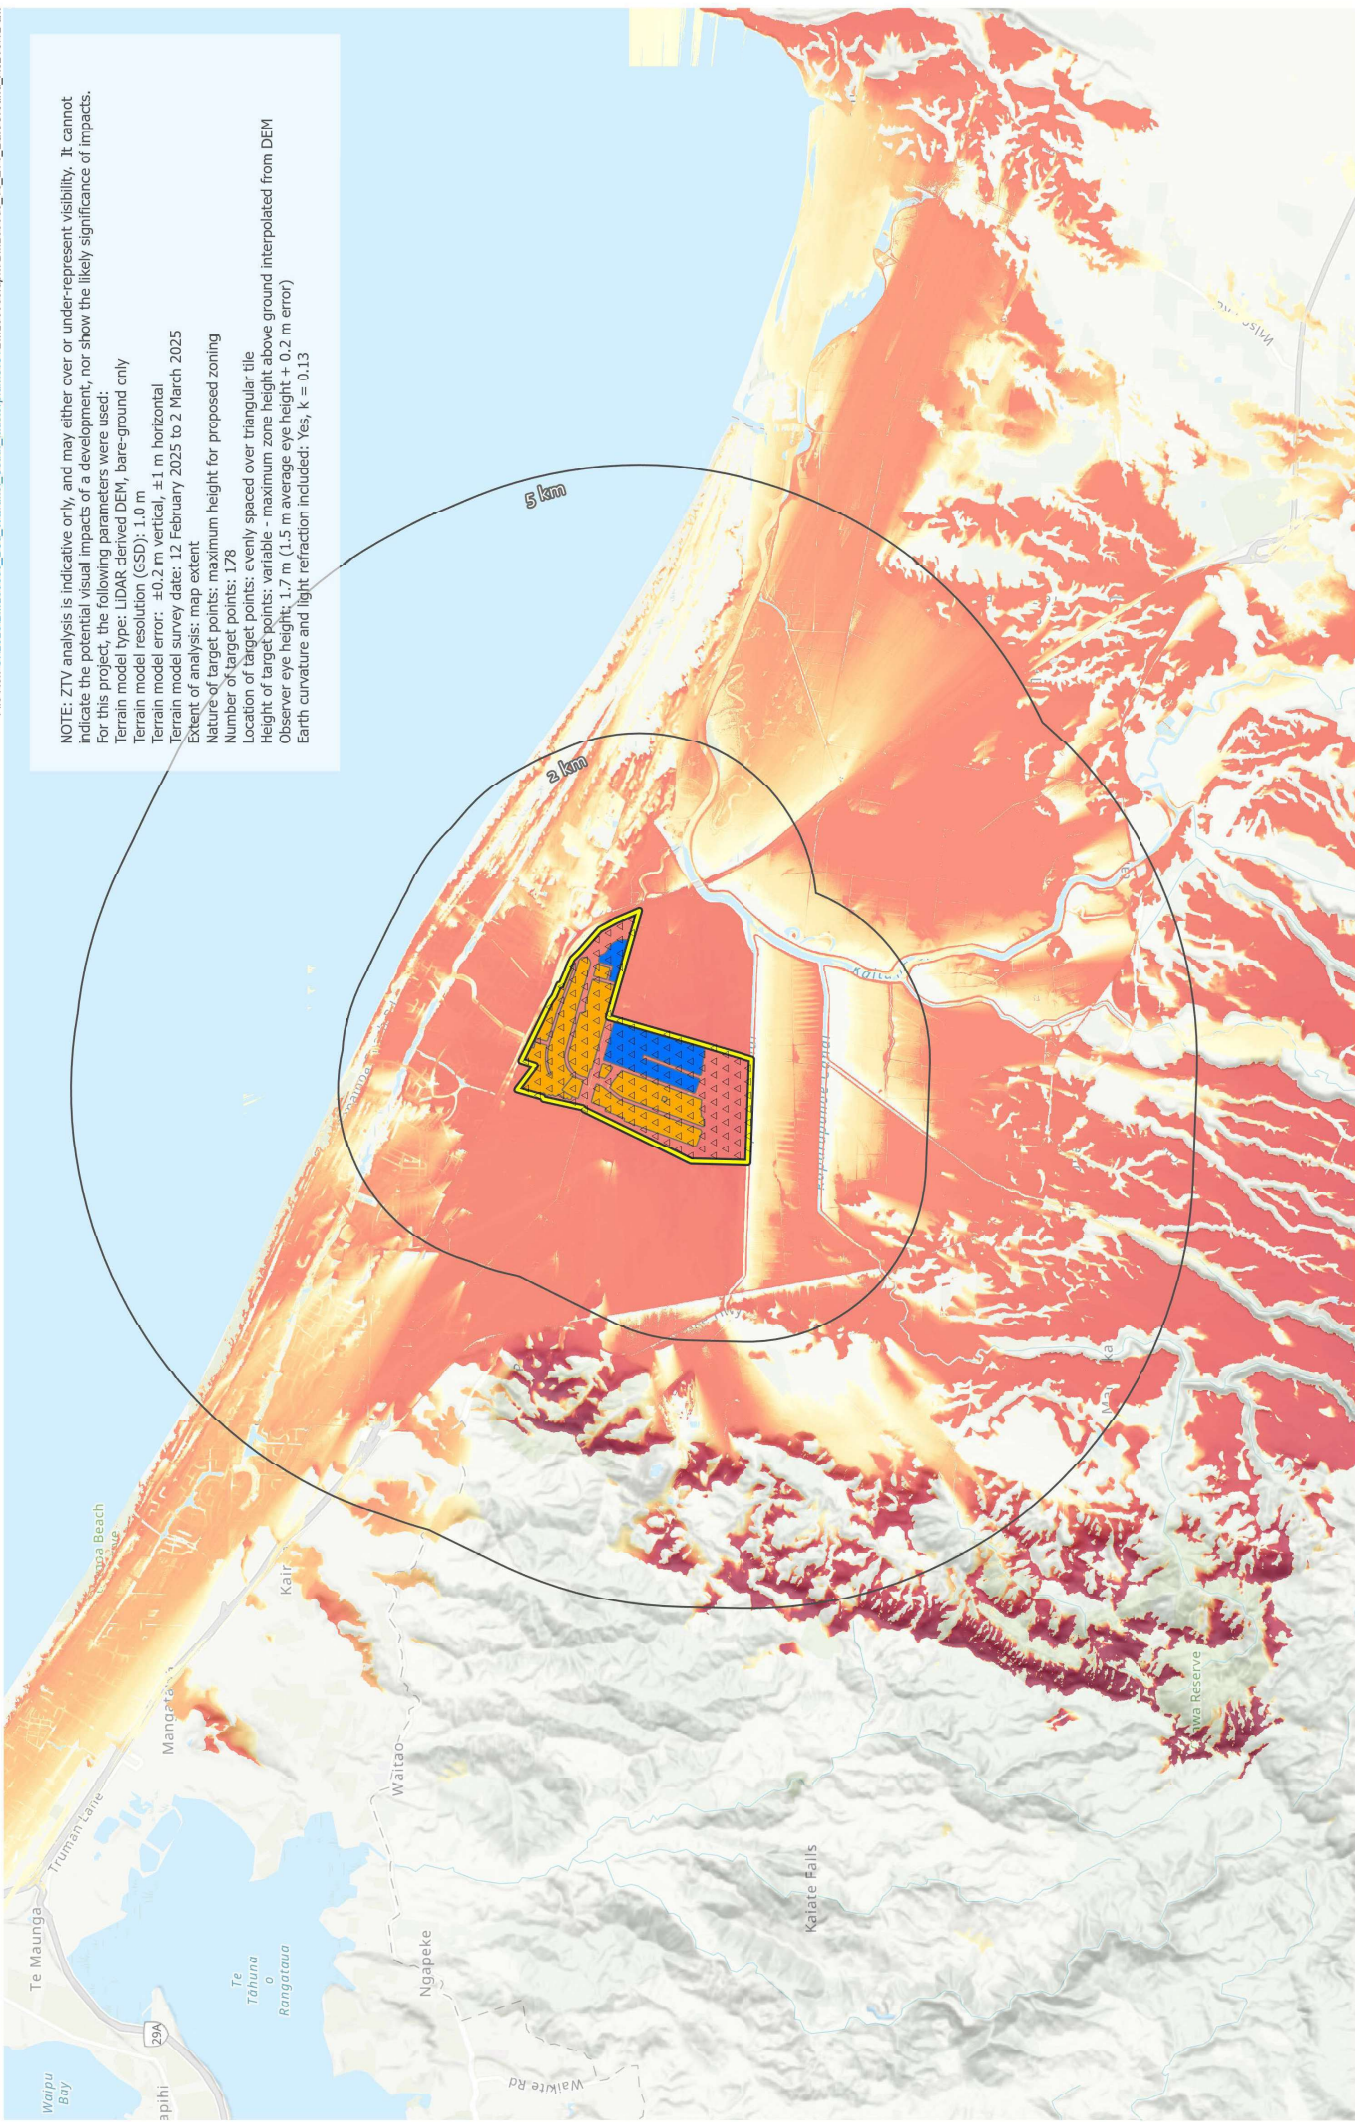 NOTE: ZTV analysis is indicative only, and may either over or under-represent visibility. It cannot
indicate the potential visual impacts of a development, nor show the likely significance of impacts.
For this project, the following parameters were used:
Terrain model type: LiDAR derived DEM, bare-ground only
Terrain model resolution (GSD): 1.0 m
Terrain model error: ±0.2 m vertical, ±1 m horizontal
Terrain model survey date: 12 February 2025 to 2 March 2025
Extent of analysis: map extent
Nature of target points: maximum height for proposed zoning
Number of target points: 178
Location of target points: evenly spaced over triangular tile
Height of target points: variable - maximum zone height above ground interpolated from DEM
Observer eye height: 1.7 m (1.5 m average eye height + 0.2 m error)
Earth curvature and light refraction included: Yes, k = 0.13
5 km
2 km
Te Maunga
Truman Lane
Waipu
Bay
29A
apihi
Te
Tāhuna
o
Rangataua
Ngapeke
Waikite Rd
Waitao
Mangata
Kair
Beach
Kaiate Falls
awa Reserve